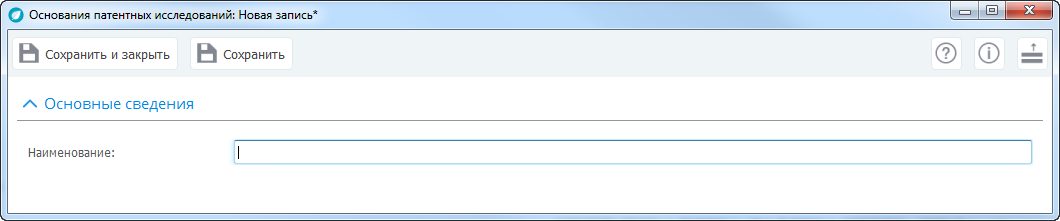 Основания патентных исследований: Новая запись*
Сохранить и закрыть Сохранить
Основные сведения
Наименование: